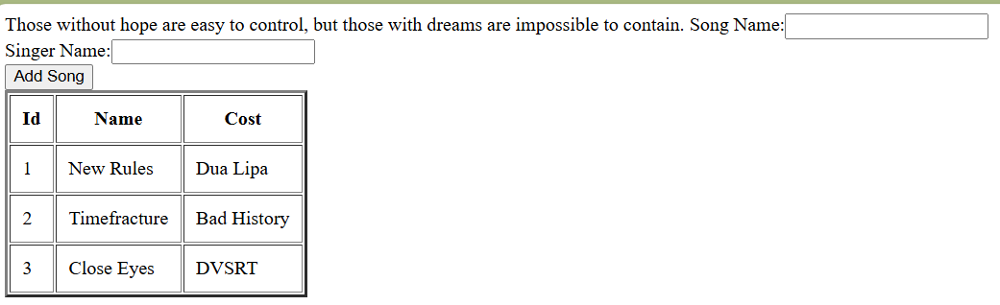 Those without hope are easy to control, but those with dreams are impossible to contain. Song Name:
Singer Name:
Add Song
Id Name Cost
1 New Rules Dua Lipa
2 Timefracture Bad History
3 Close Eyes DVSRT